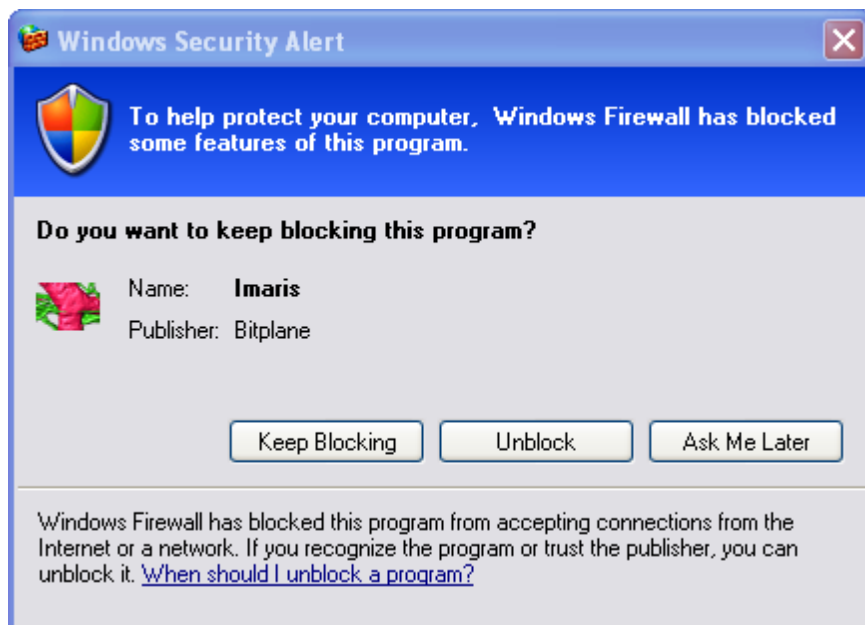 Windows Security Alert
To help protect your computer, Windows Firewall has blocked
some features of this program.
Do you want to keep blocking this program?
Name: Imaris
Publisher: Bitplane
Keep Blocking Unblock Ask Me Later
Windows Firewall has blocked this program from accepting connections from the
Internet or a network. If you recognize the program or trust the publisher, you can
unblock it. When should I unblock a program?